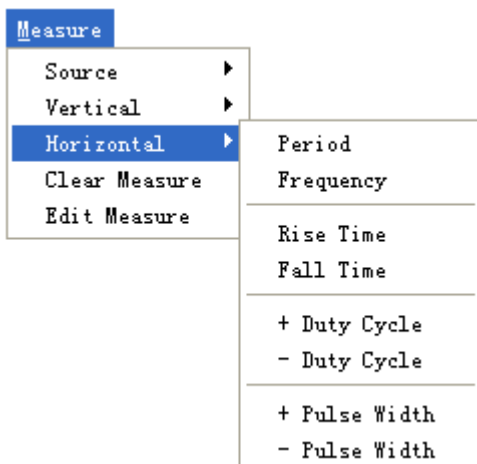 Measure
Source
Vertical
Horizontal
Clear Measure
Edit Measure
Period
Frequency
Rise Time
Fall Time
+ Duty Cycle
- Duty Cycle
+ Pulse Width
- Pulse Width